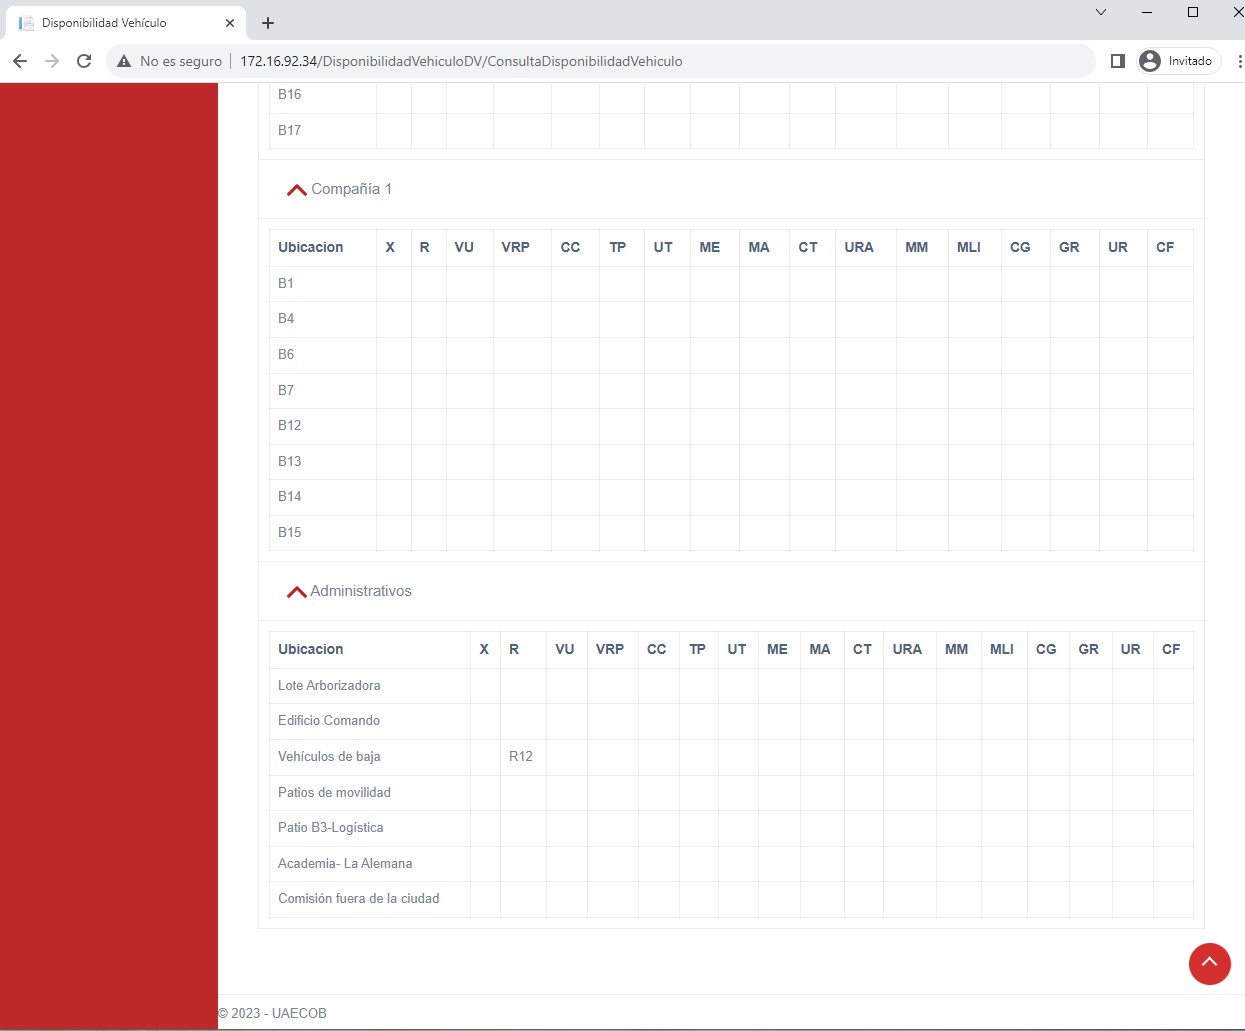 Disponibilidad Vehículo
No es seguro 172.16.92.34/DisponibilidadVehiculoDV/ConsultaDisponibilidadVehiculo Invitado
B16
B17
Compañía 1
Ubicacion X R VU VRP CC TP UT ME MA CT URA MM MLI CG GR UR CF
B1
B4
B6
B7
B12
B13
B14
B15
Administrativos
Ubicacion X R VU VRP CC TP UT ME MA CT URA MM MLI CG GR UR CF
Lote Arborizadora
Edificio Comando
Vehículos de baja R12
Patios de movilidad
Patio B3-Logística
Academia- La Alemana
Comisión fuera de la ciudad
© 2023 - UAECOB